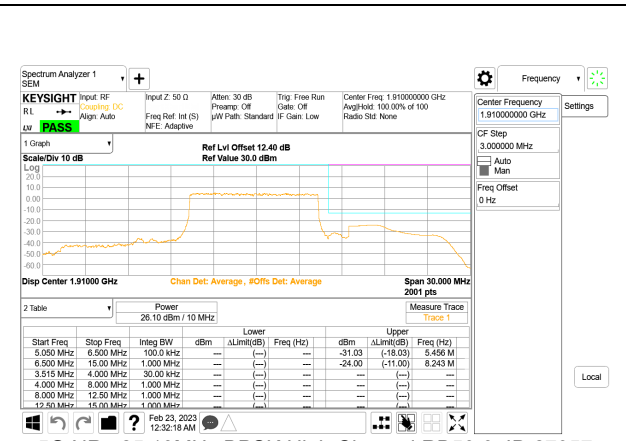 Spectrum Analyzer 1
SEM
Frequency
KEYSIGHT
Input: RF
Coupling: DC
Align: Auto
Input Z: 50 Ω
Freq Ref: Int (S)
NFE: Adaptive
Atten: 30 dB
Preamp: Off
µW Path: Standard
Trig: Free Run
Gate: Off
IF Gain: Low
Center Freq: 1.910000000 GHz
Avg|Hold: 100.00% of 100
Radio Std: None
R L
LXI
PASS
Center Frequency
1.910000000 GHz
Settings
CF Step
3.000000 MHz
Auto
Man
Freq Offset
0 Hz
Local
1 Graph
Scale/Div 10 dB
Ref Lvl Offset 12.40 dB
Ref Value 30.0 dBm
Log
20.0
10.0
0.00
-10.0
-20.0
-30.0
-40.0
-50.0
-60.0
Disp Center 1.91000 GHz
Chan Det: Average, #Offs Det: Average
Span 30.000 MHz
2001 pts
2 Table
Power
26.10 dBm / 10 MHz
Measure Trace
Trace 1
Lower Upper
Start Freq Stop Freq Integ BW dBm ΔLimit(dB) Freq (Hz) dBm ΔLimit(dB) Freq (Hz)
5.050 MHz 6.500 MHz 100.0 kHz --- (---) --- -31.03 (-18.03) 5.456 M
6.500 MHz 15.00 MHz 1.000 MHz --- (---) --- -24.00 (-11.00) 8.243 M
3.515 MHz 4.000 MHz 30.00 kHz --- (---) --- --- (---) ---
4.000 MHz 8.000 MHz 1.000 MHz --- (---) --- --- (---) ---
8.000 MHz 12.50 MHz 1.000 MHz --- (---) --- --- (---) ---
12.50 MHz 15.00 MHz 1.000 MHz --- (---) --- --- (---) ---
Feb 23, 2023
12:32:18 AM